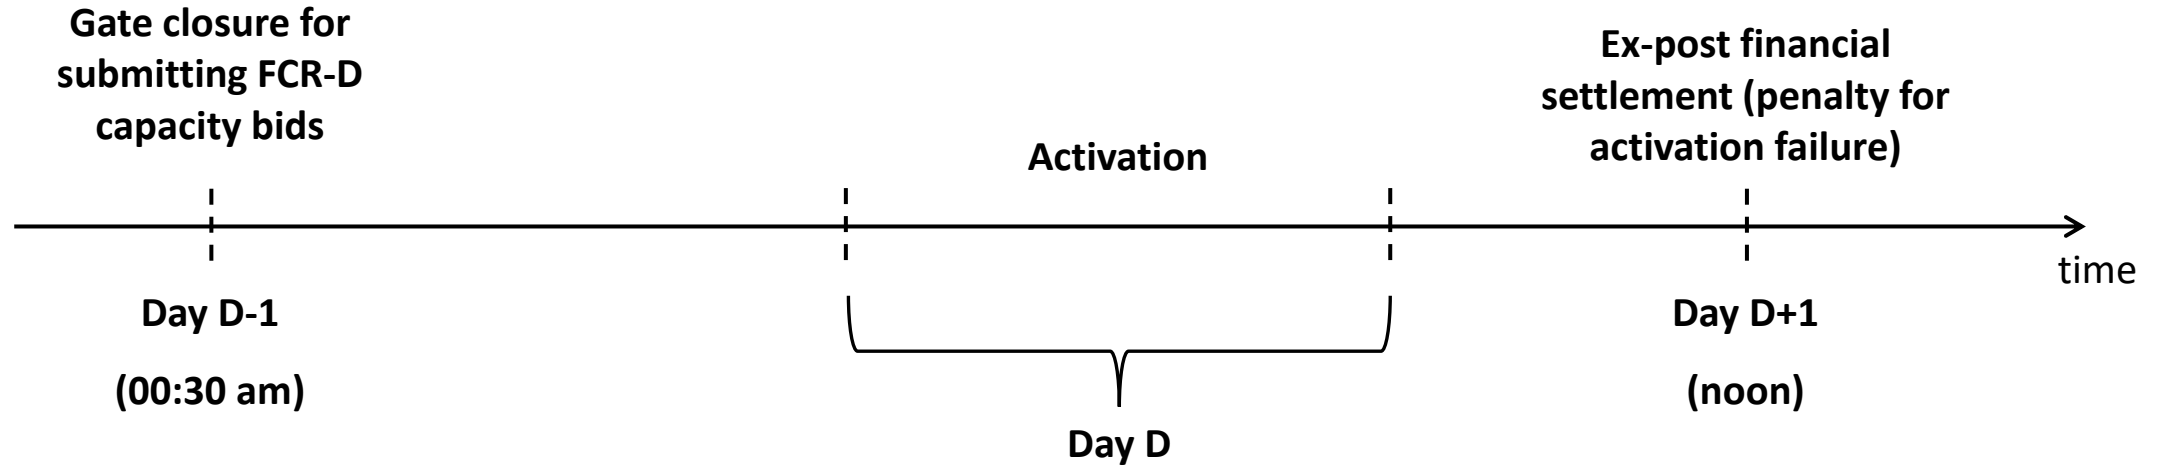 Gate closure for
submitting FCR-D
capacity bids
Ex-post financial
settlement (penalty for
activation failure)
Activation
time
Day D-1
(00:30 am)
Day D+1
(noon)
Day D